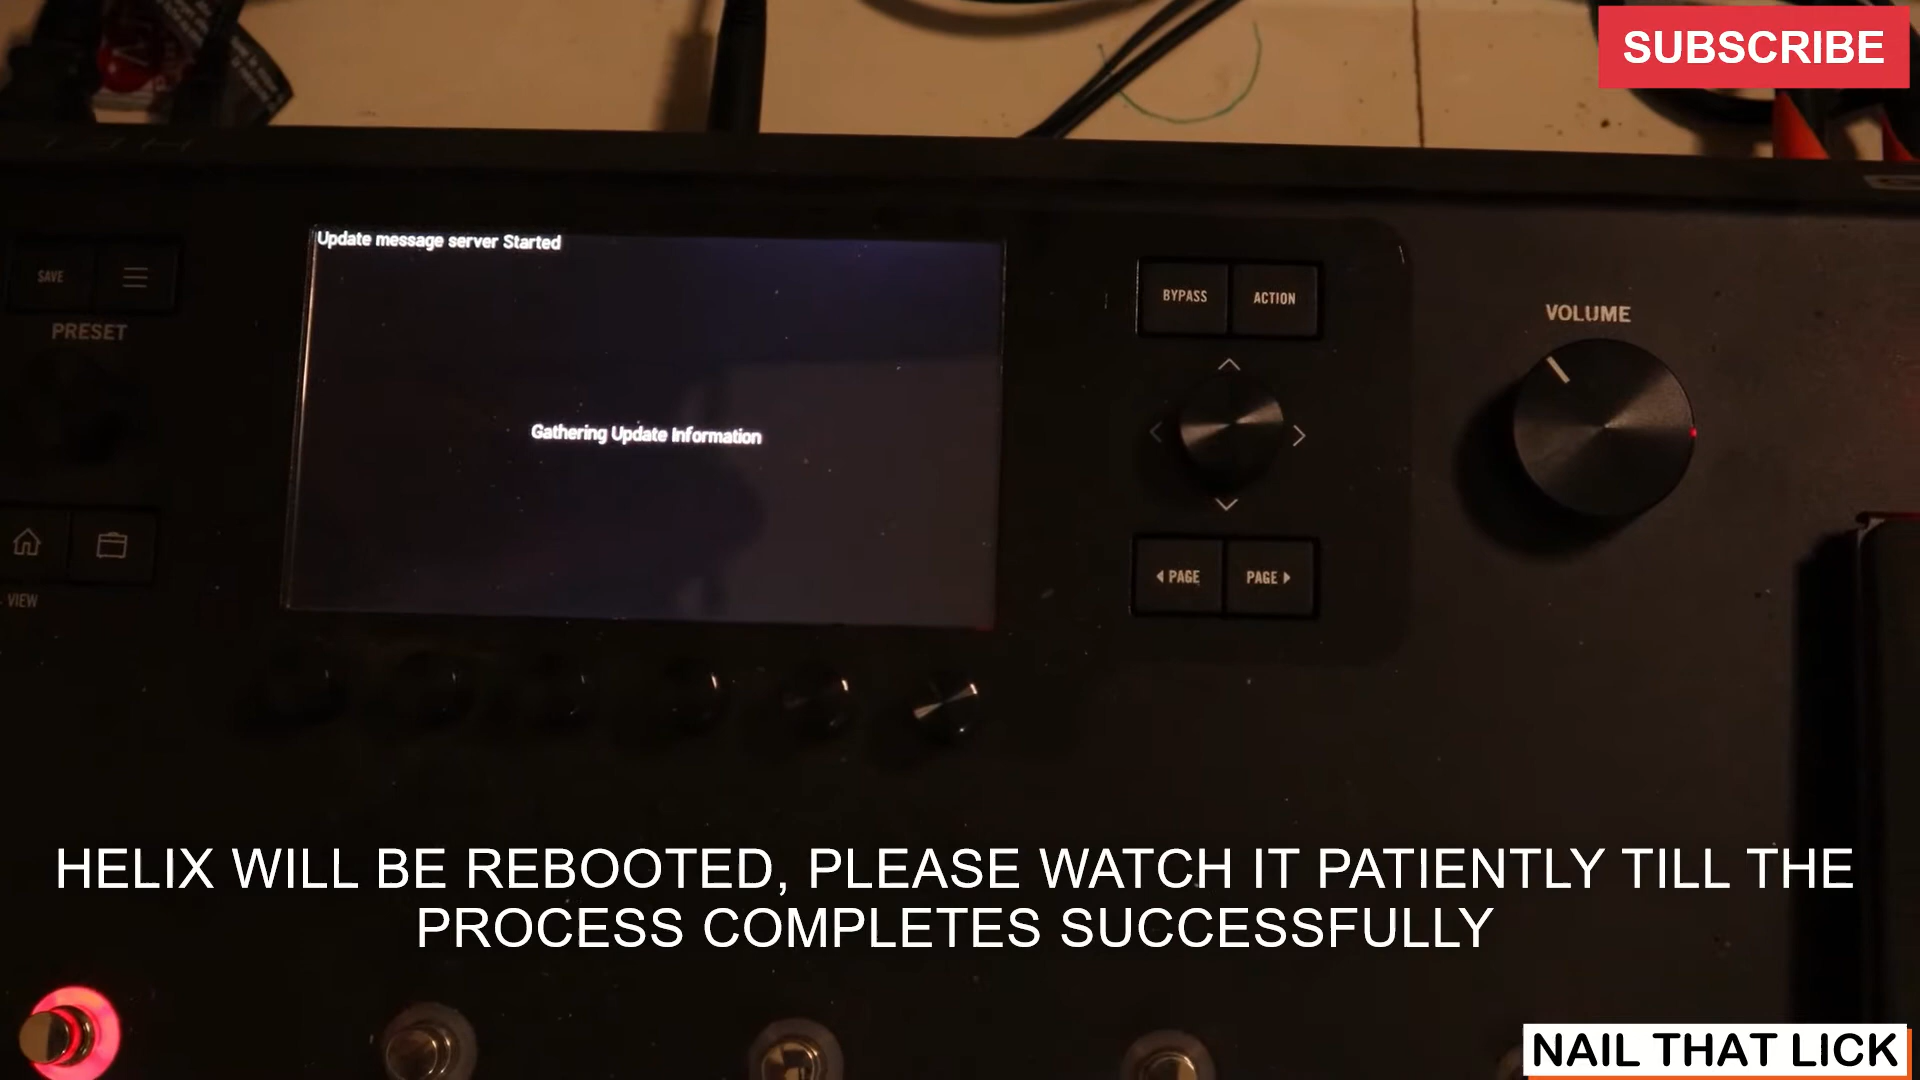 SUBSCRIBE
Update message server Started
SAVE
PRESET
BYPASS
ACTION
VOLUME
Gathering Update Information
PAGE
PAGE
VIEW
HELIX WILL BE REBOOTED, PLEASE WATCH IT PATIENTLY TILL THE
PROCESS COMPLETES SUCCESSFULLY
NAIL THAT LICK